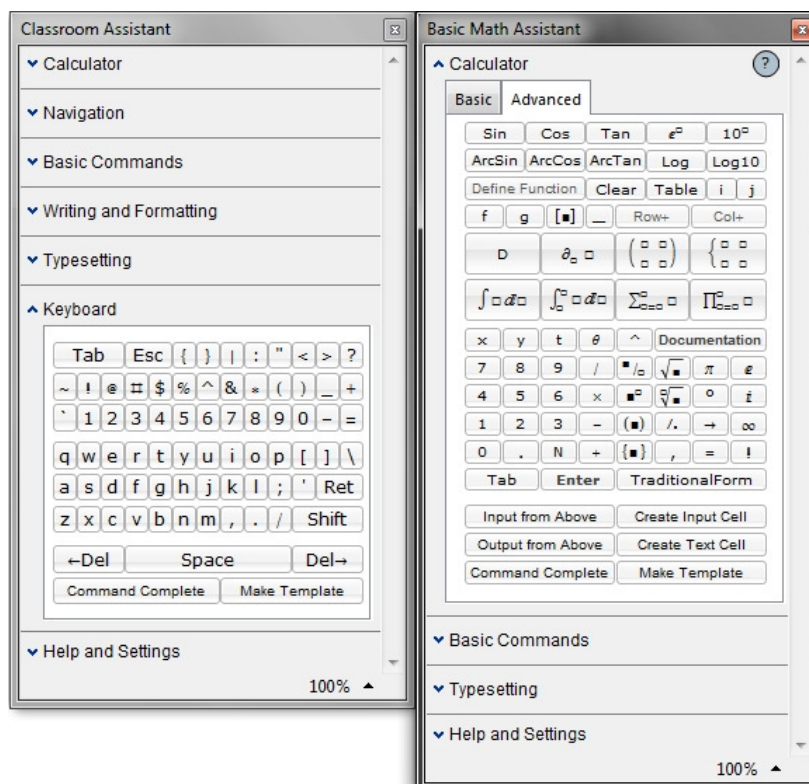 Classroom Assistant
Calculator
Navigation
Basic Commands
Writing and Formatting
Typesetting
Keyboard
Tab Esc { } | : " < > ?
~ ! @ # $ % ^ & * ( ) _ +
` 1 2 3 4 5 6 7 8 9 0 - =
q w e r t y u i o p [ ] \
a s d f g h j k l ; ' Ret
z x c v b n m , . / Shift
←Del Space Del→
Command Complete Make Template
Help and Settings
100%
Basic Math Assistant
Calculator ?
Basic Advanced
Sin Cos Tan ⅇ^□ 10^□
ArcSin ArcCos ArcTan Log Log10
Define Function Clear Table i j
f g [■] _ Row+ Col+
D ∂□ □ (□ □ □ □) {□ □ □ □
∫□ⅆ□ ∫□^□ □ⅆ□ ∑□=□^□ □ ∏□=□^□ □
x y t θ ^ Documentation
7 8 9 / ■/□ √■ π ⅇ
4 5 6 × ■^□ □√■ ° ⅈ
1 2 3 − (■) /. → ∞
0 . N + {■} , = !
Tab Enter TraditionalForm
Input from Above Create Input Cell
Output from Above Create Text Cell
Command Complete Make Template
Basic Commands
Typesetting
Help and Settings
100%